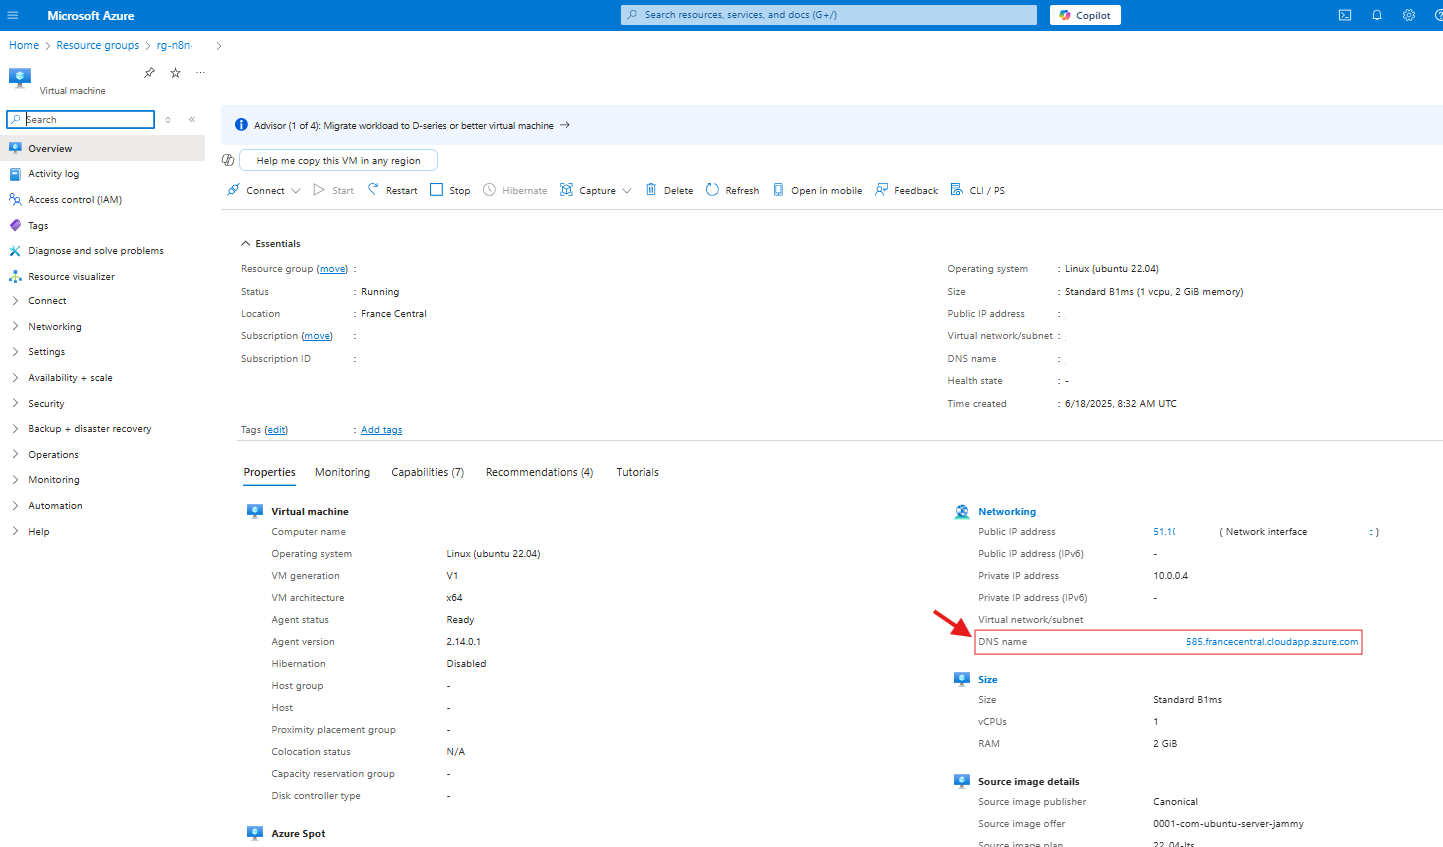 Microsoft Azure
Search resources, services, and docs (G+/)
Copilot
Home > Resource groups > rg-n8n- >
Virtual machine
Search
Overview
Activity log
Access control (IAM)
Tags
Diagnose and solve problems
Resource visualizer
Connect
Networking
Settings
Availability + scale
Security
Backup + disaster recovery
Operations
Monitoring
Automation
Help
Advisor (1 of 4): Migrate workload to D-series or better virtual machine →
Help me copy this VM in any region
Connect Start Restart Stop Hibernate Capture Delete Refresh Open in mobile Feedback CLI / PS
Essentials
Resource group (move) :
Status : Running
Location : France Central
Subscription (move) :
Subscription ID :
Operating system : Linux (ubuntu 22.04)
Size : Standard B1ms (1 vcpu, 2 GiB memory)
Public IP address :
Virtual network/subnet :
DNS name :
Health state : -
Time created : 6/18/2025, 8:32 AM UTC
Tags (edit) : Add tags
Properties Monitoring Capabilities (7) Recommendations (4) Tutorials
Virtual machine
Computer name
Operating system Linux (ubuntu 22.04)
VM generation V1
VM architecture x64
Agent status Ready
Agent version 2.14.0.1
Hibernation Disabled
Host group -
Host -
Proximity placement group -
Colocation status N/A
Capacity reservation group -
Disk controller type -
Azure Spot
Networking
Public IP address 51.10 ( Network interface : )
Public IP address (IPv6) -
Private IP address 10.0.0.4
Private IP address (IPv6) -
Virtual network/subnet
DNS name 585.francecentral.cloudapp.azure.com
Size
Size Standard B1ms
vCPUs 1
RAM 2 GiB
Source image details
Source image publisher Canonical
Source image offer 0001-com-ubuntu-server-jammy
Source image plan 22_04-lts